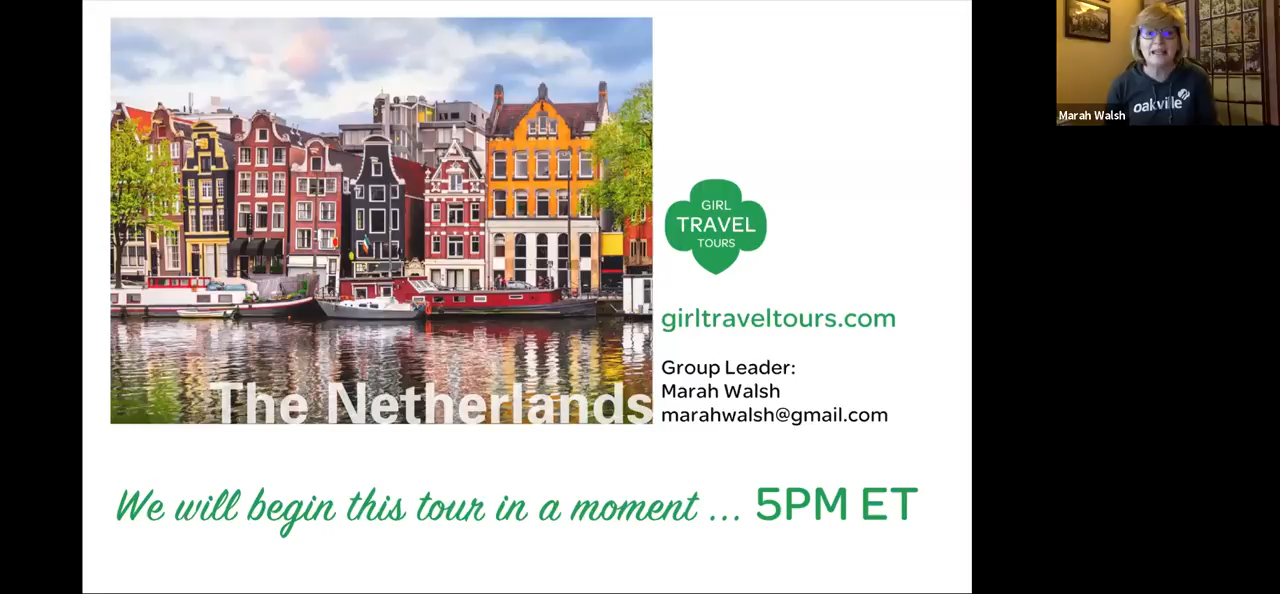 The Netherlands
GIRL
TRAVEL
TOURS
girltraveltours.com
Group Leader:
Marah Walsh
marahwalsh@gmail.com
We will begin this tour in a moment ... 5PM ET
oakville
Marah Walsh